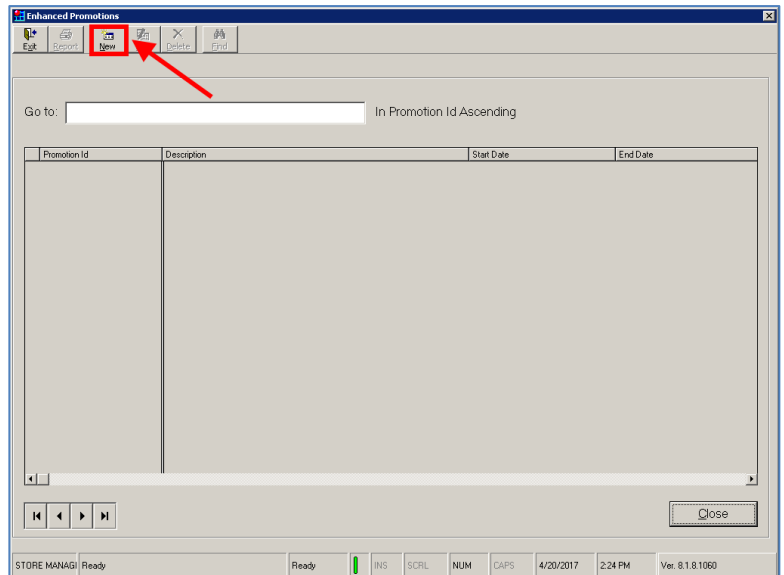 Enhanced Promotions
Exit Report New Delete Find
Go to: In Promotion Id Ascending
Promotion Id Description Start Date End Date
Close
STORE MANAGI Ready Ready INS SCRL NUM CAPS 4/20/2017 2:24 PM Ver. 8.1.8.1060